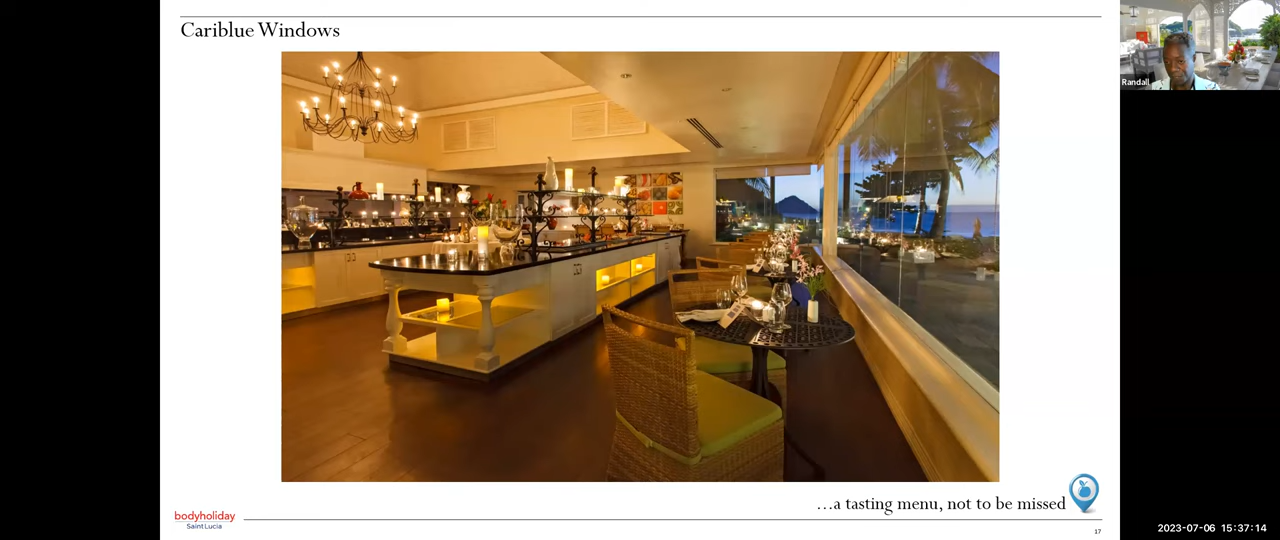 Cariblue Windows
Randall
…a tasting menu, not to be missed
bodyholiday
Saint Lucia
17
2023-07-06 15:37:14